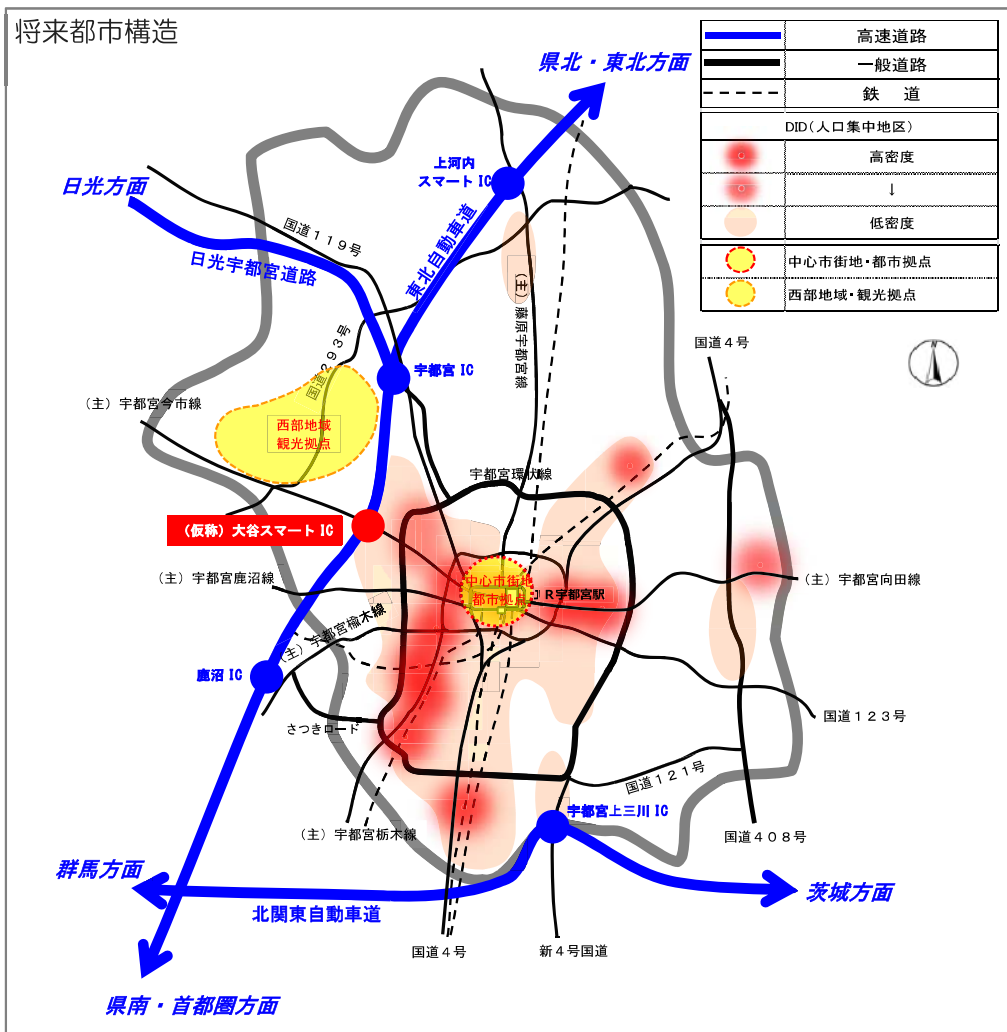 将来都市構造
高速道路
一般道路
鉄 道
DID(人口集中地区)
高密度
↓
低密度
中心市街地・都市拠点
西部地域・観光拠点
県北・東北方面
上河内
スマート IC
日光方面
国道119号
日光宇都宮道路
東北自動車道
(主)藤原宇都宮線
国道293号
宇都宮 IC
国道4号
(主)宇都宮今市線
西部地域
観光拠点
宇都宮環状線
(仮称)大谷スマート IC
(主)宇都宮鹿沼線
中心市街地
都市拠点
JR宇都宮駅
(主)宇都宮向田線
(主)宇都宮楡木線
鹿沼 IC
さつきロード
国道123号
国道121号
宇都宮上三川 IC
(主)宇都宮栃木線
国道408号
群馬方面
茨城方面
北関東自動車道
国道4号
新4号国道
県南・首都圏方面